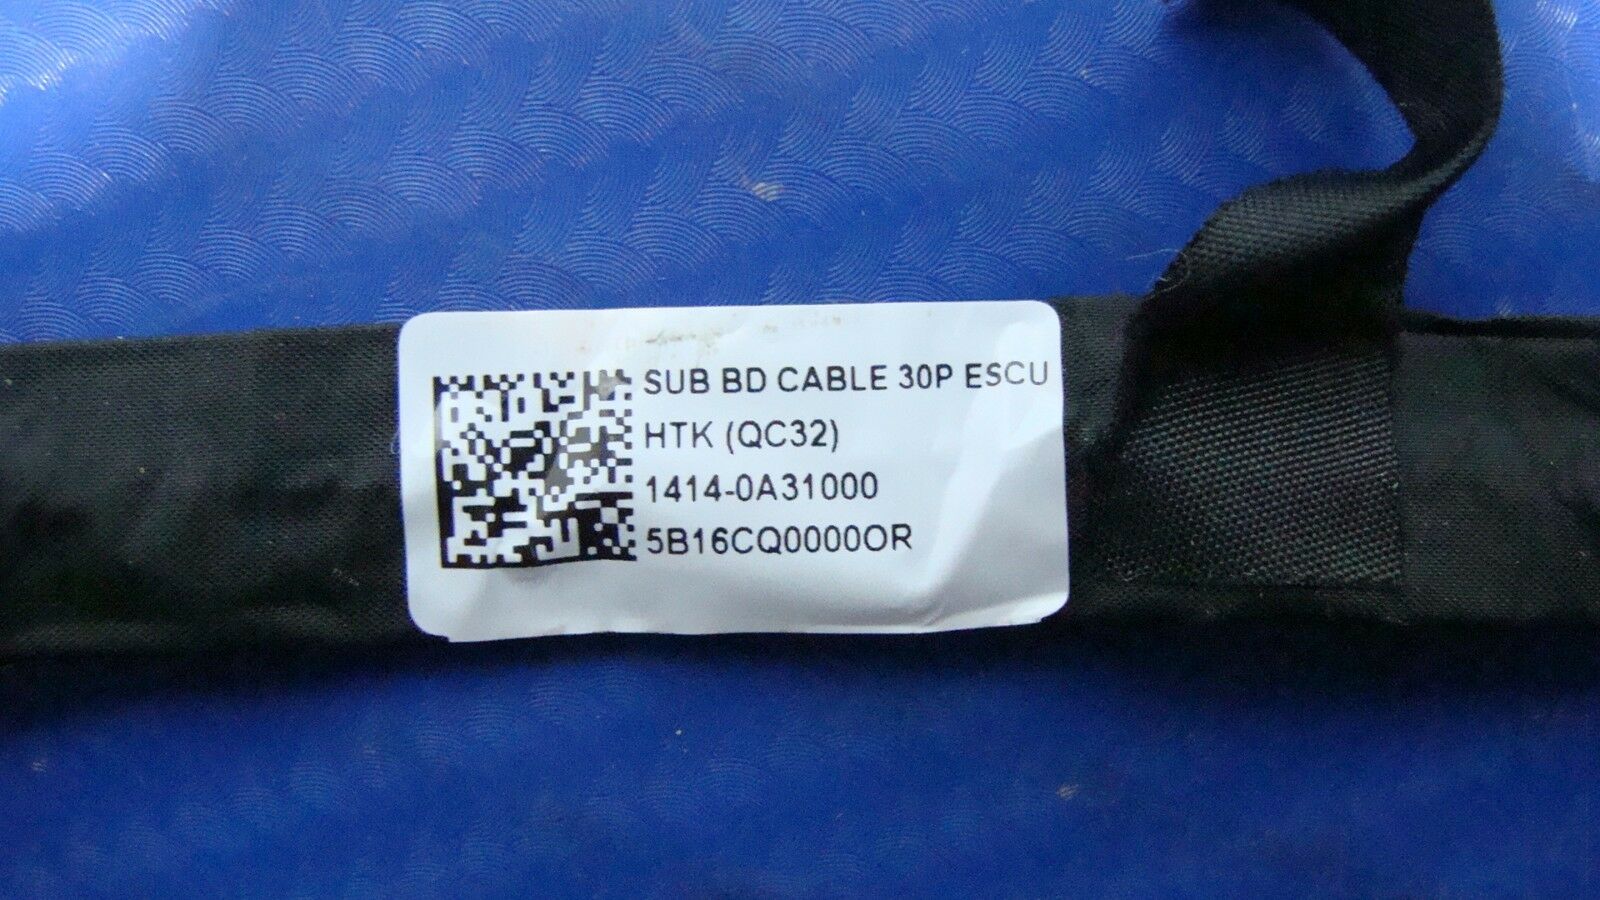 SUB BD CABLE 30P ESCU
HTK (QC32)
1414-0A31000
5B16CQ0000OR